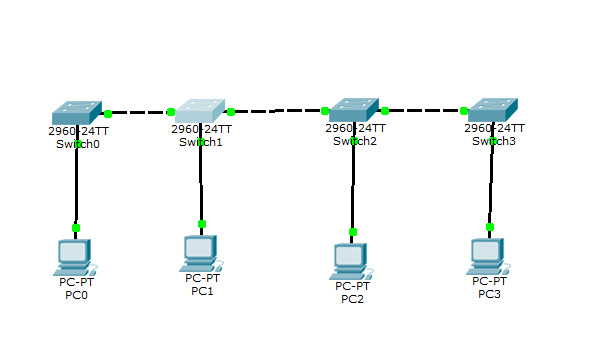 2960-24TT
Switch0
2960-24TT
Switch1
2960-24TT
Switch2
2960-24TT
Switch3
PC-PT
PC0
PC-PT
PC1
PC-PT
PC2
PC-PT
PC3